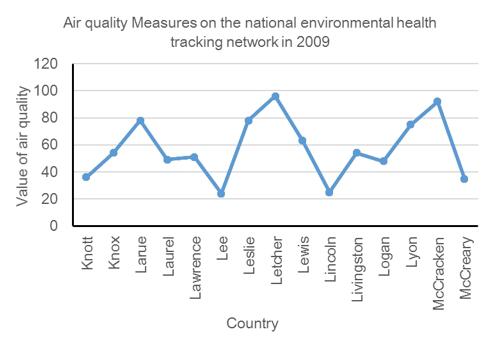 Air quality Measures on the national environmental health
tracking network in 2009
Value of air quality
120
100
80
60
40
20
0
Knott
Knox
Larue
Laurel
Lawrence
Lee
Leslie
Letcher
Lewis
Lincoln
Livingston
Logan
Lyon
McCracken
McCreary
Country